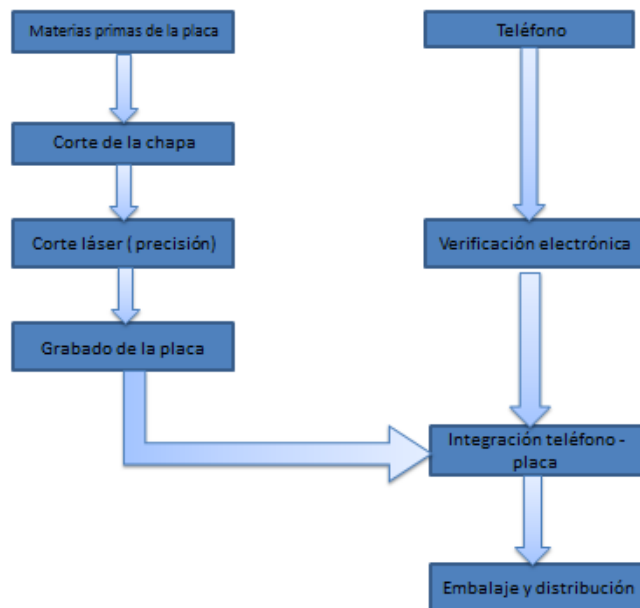 Materias primas de la placa
Teléfono
Corte de la chapa
Corte láser ( precisión)
Verificación electrónica
Grabado de la placa
Integración teléfono -
placa
Embalaje y distribución